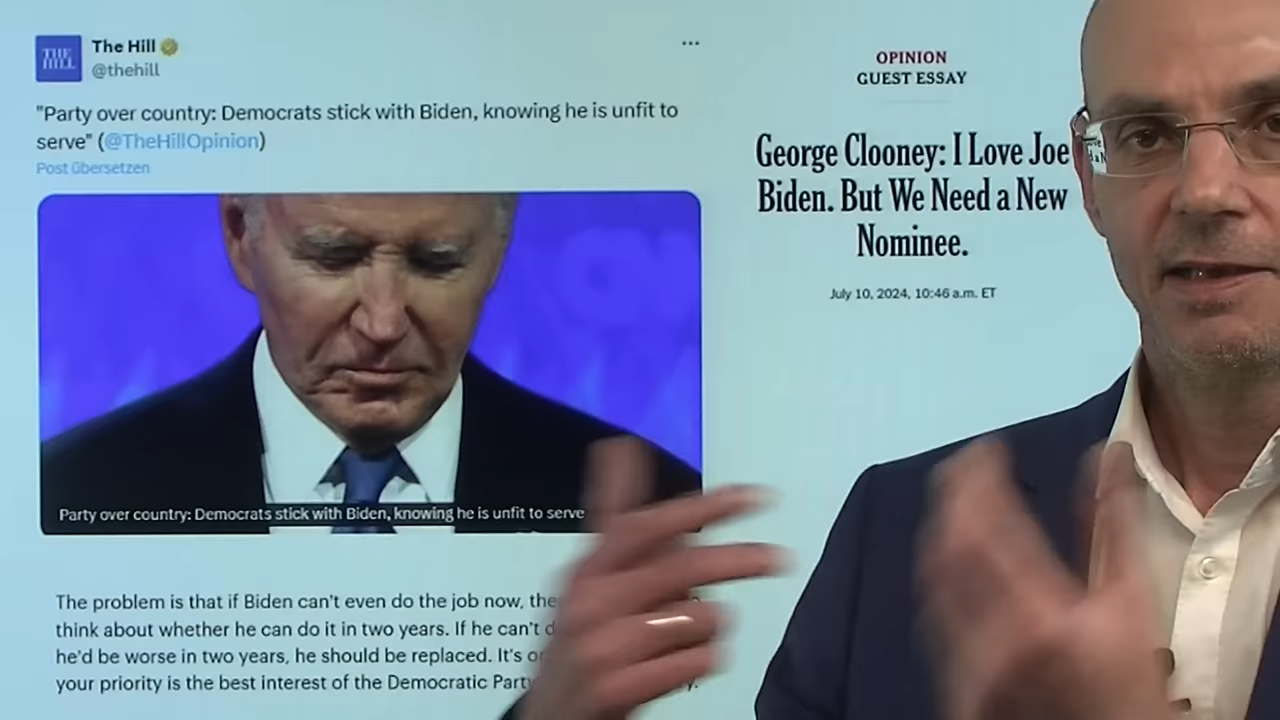 The Hill
@thehill
THE
HILL
"Party over country: Democrats stick with Biden, knowing he is unfit to
serve" (@TheHillOpinion)
Post übersetzen
Party over country: Democrats stick with Biden, knowing he is unfit to serve
The problem is that if Biden can't even do the job now, the
think about whether he can do it in two years. If he can't d
he'd be worse in two years, he should be replaced. It's o
your priority is the best interest of the Democratic Party
y.
OPINION
GUEST ESSAY
George Clooney: I Love Joe
Biden. But We Need a New
Nominee.
July 10, 2024, 10:46 a.m. ET